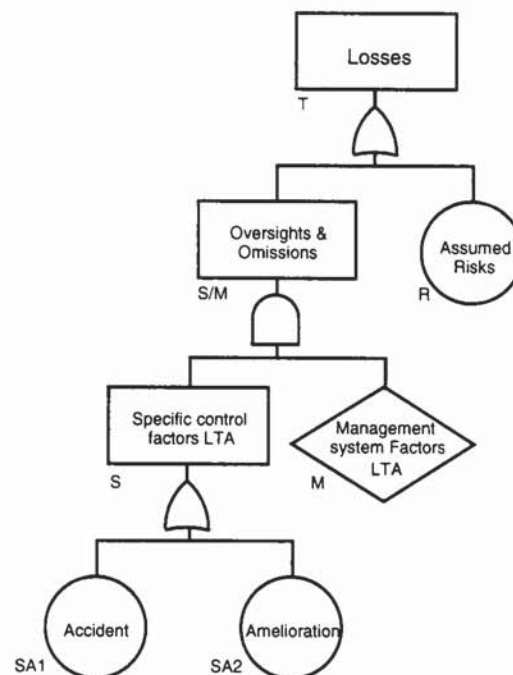 Losses
T
Oversights &
Omissions
S/M
Assumed
Risks
R
Specific control
factors LTA
S
Management
system Factors
LTA
M
Accident
SA1
Amelioration
SA2